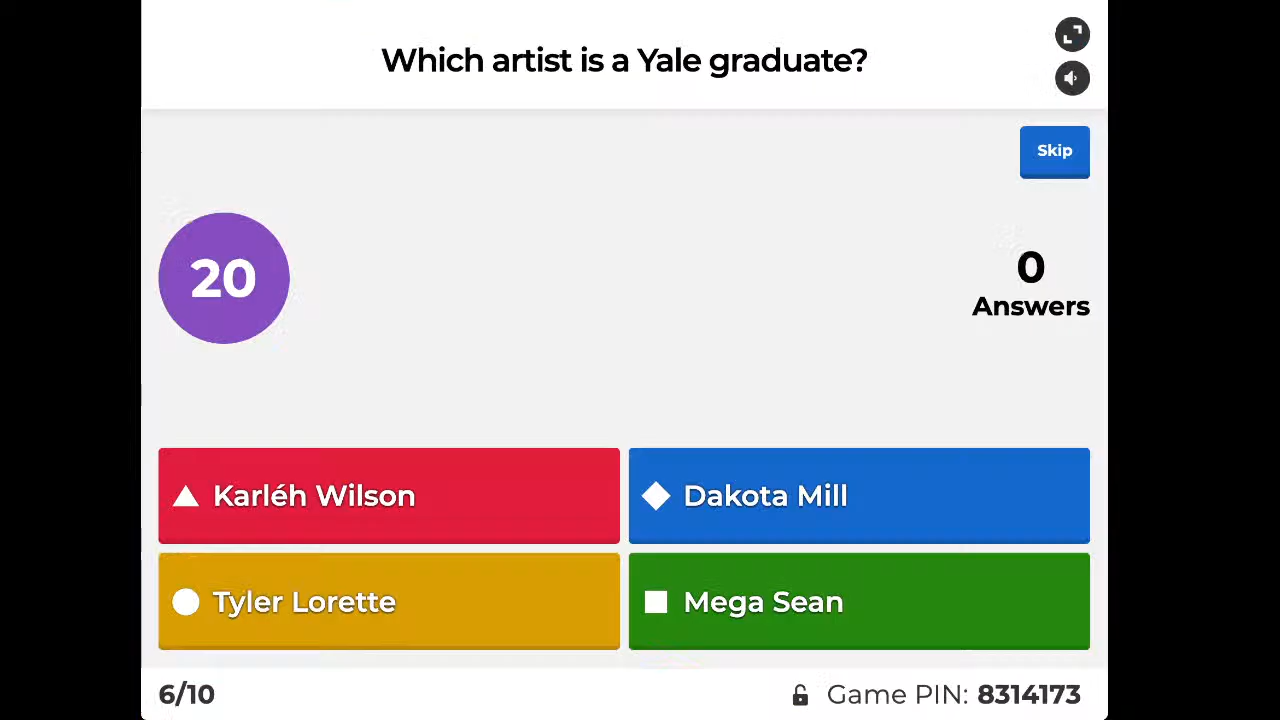 Which artist is a Yale graduate?
Skip
20
0
Answers
Karléh Wilson
Dakota Mill
Tyler Lorette
Mega Sean
6/10
Game PIN: 8314173